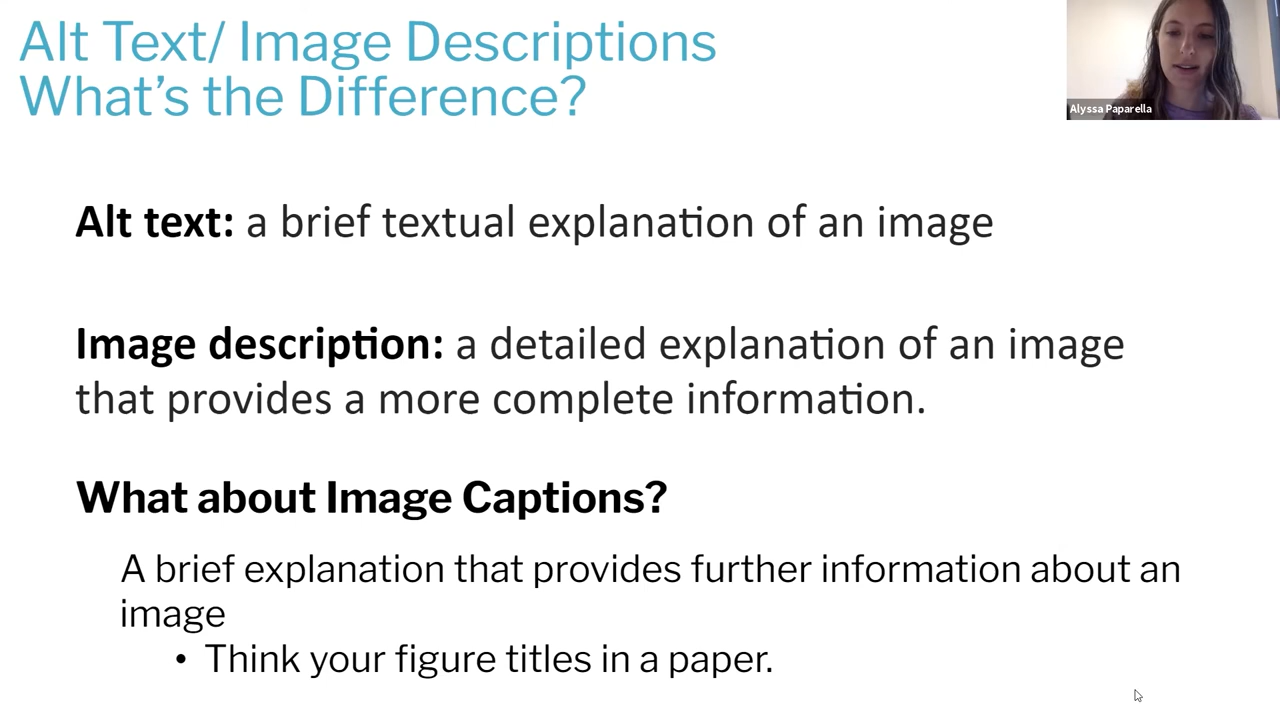 Alt Text/ Image Descriptions
What's the Difference?
Alyssa Paparella
Alt text: a brief textual explanation of an image
Image description: a detailed explanation of an image
that provides a more complete information.
What about Image Captions?
A brief explanation that provides further information about an
image
• Think your figure titles in a paper.